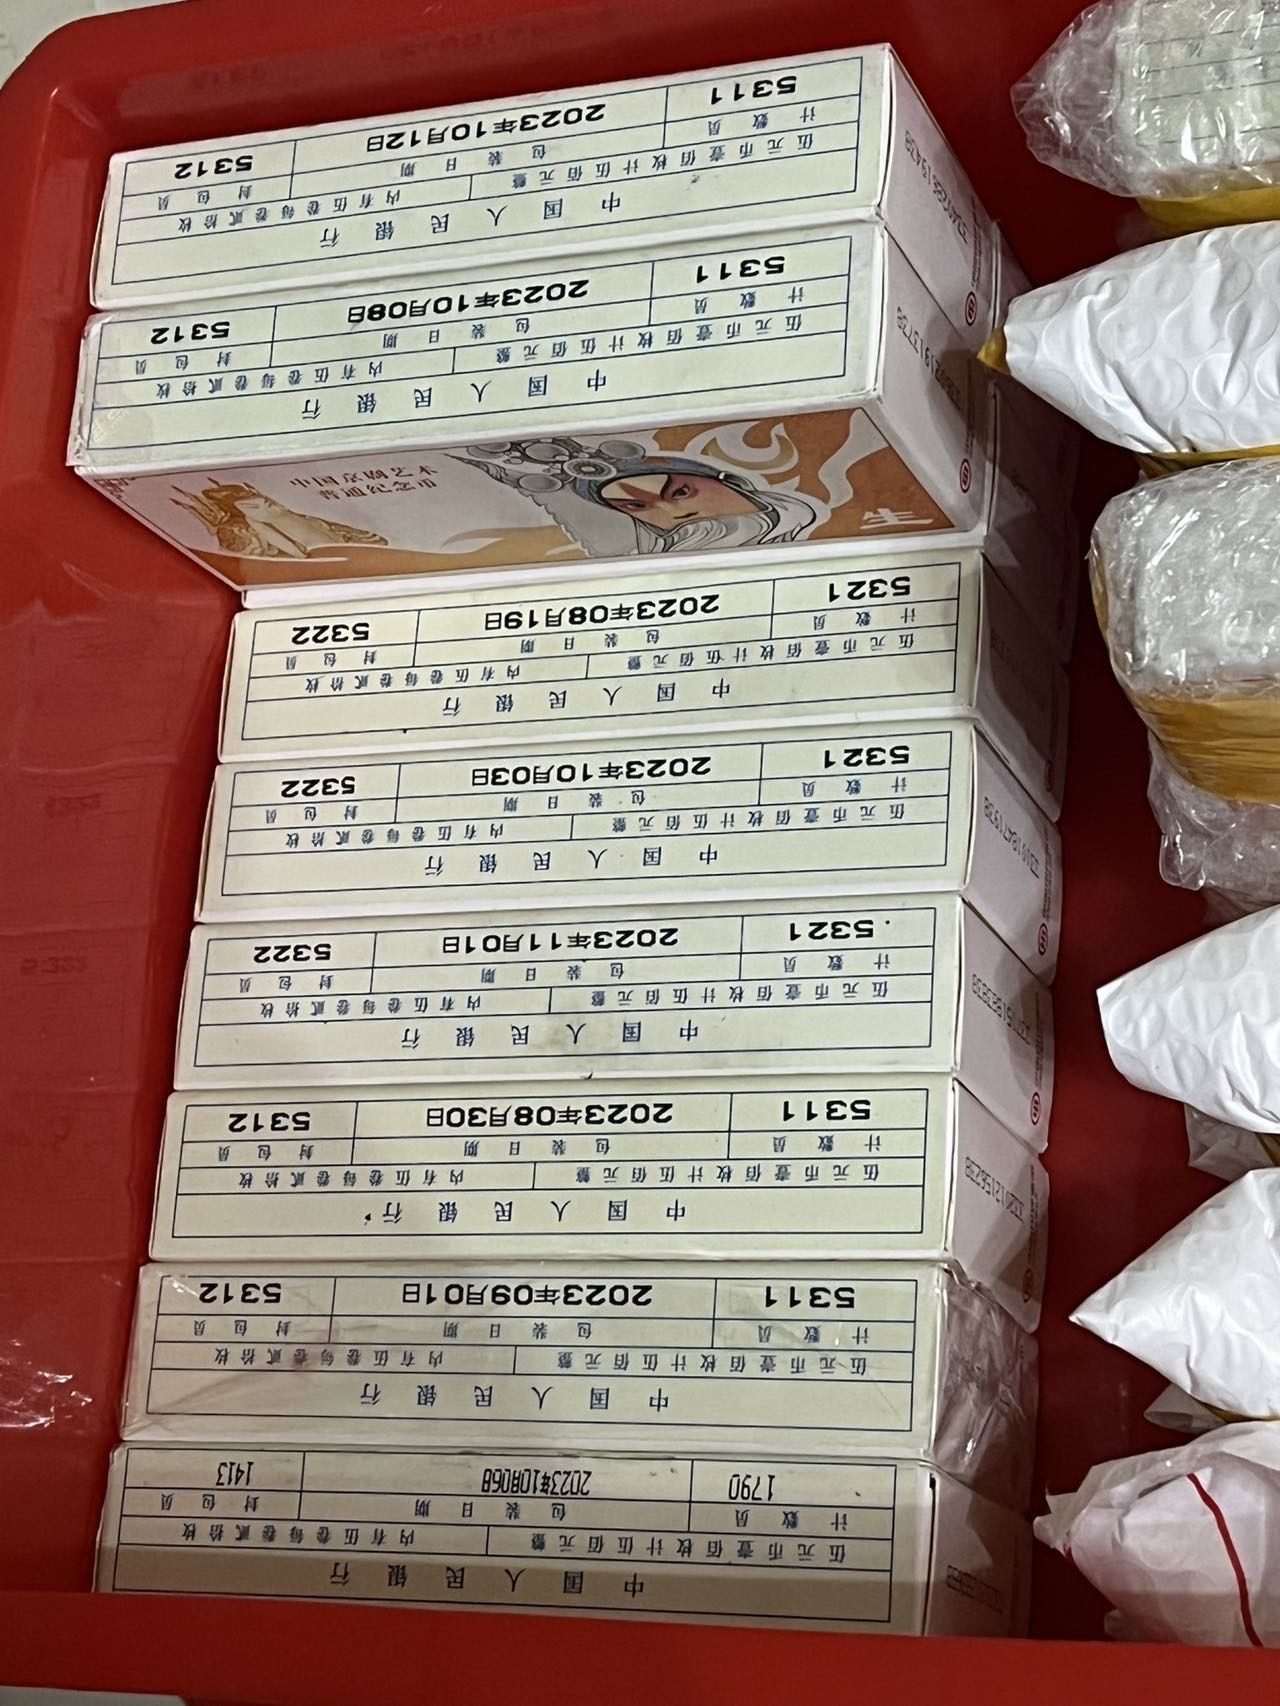 中国人民银行
伍元币壹佰枚计伍佰元整 内有伍卷每卷贰拾枚
计数员 包装日期 封包员
5311 2023年10月12日 5312
中国人民银行
伍元币壹佰枚计伍佰元整 内有伍卷每卷贰拾枚
计数员 包装日期 封包员
5311 2023年10月08日 5312
中国京剧艺术
普通纪念币
生
中国人民银行
伍元币壹佰枚计伍佰元整 内有伍卷每卷贰拾枚
计数员 包装日期 封包员
5321 2023年08月19日 5322
中国人民银行
伍元币壹佰枚计伍佰元整 内有伍卷每卷贰拾枚
计数员 包装日期 封包员
5321 2023年10月03日 5322
中国人民银行
伍元币壹佰枚计伍佰元整 内有伍卷每卷贰拾枚
计数员 包装日期 封包员
5321 2023年11月01日 5322
中国人民银行
伍元币壹佰枚计伍佰元整 内有伍卷每卷贰拾枚
计数员 包装日期 封包员
5311 2023年08月30日 5312
中国人民银行
伍元币壹佰枚计伍佰元整 内有伍卷每卷贰拾枚
计数员 包装日期 封包员
5311 2023年09月01日 5312
中国人民银行
伍元币壹佰枚计伍佰元整 内有伍卷每卷贰拾枚
计数员 包装日期 封包员
1790 2023年10月06日 1413